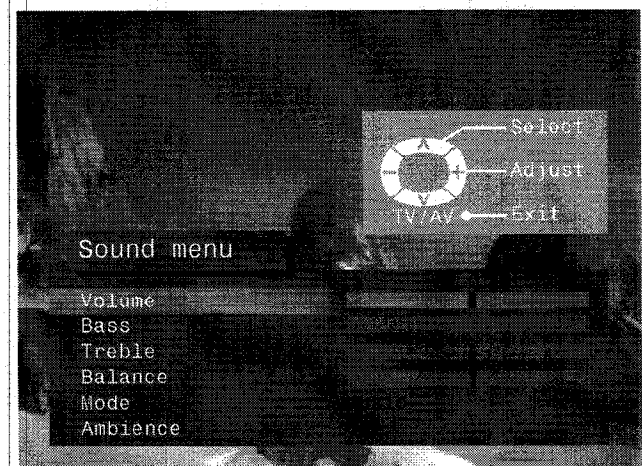 Select
Adjust
TV/AV Exit
Sound menu
Volume
Bass
Treble
Balance
Mode
Ambience